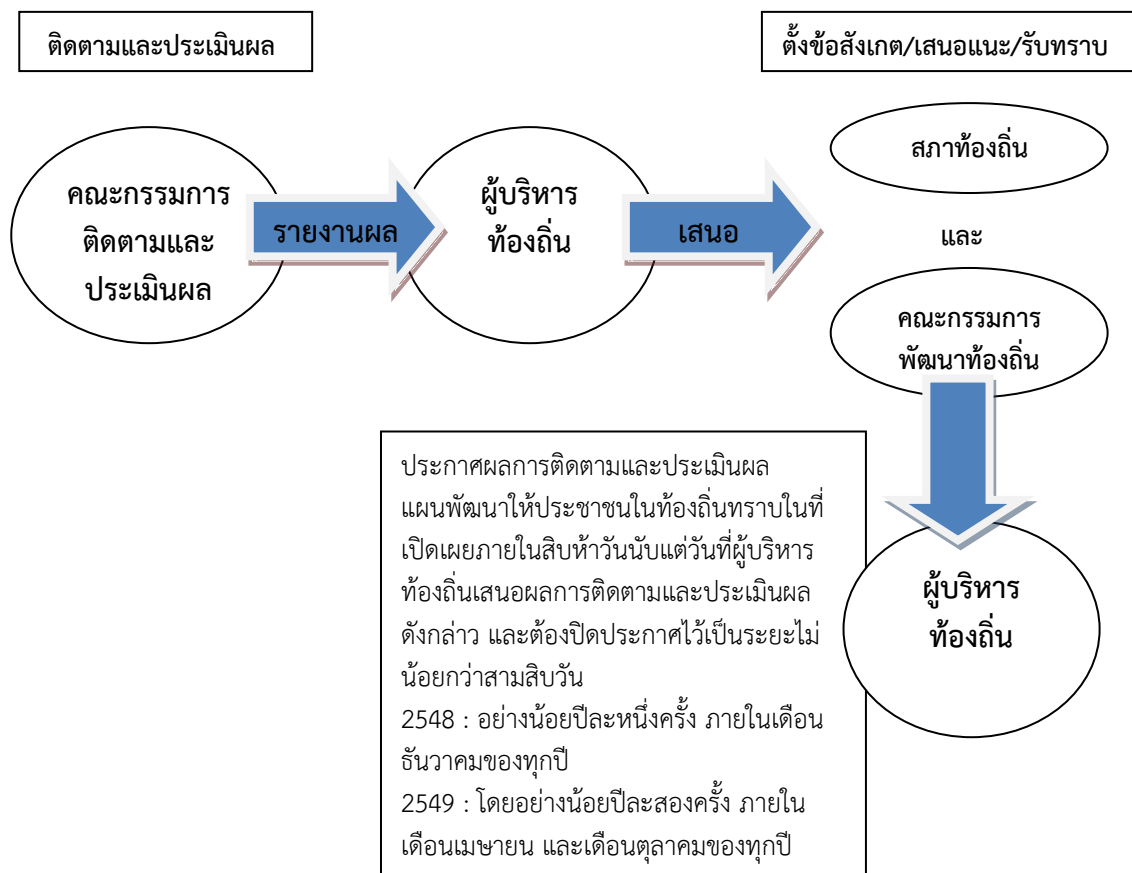 ติดตามและประเมินผล
ตั้งข้อสังเกต/เสนอแนะ/รับทราบ
คณะกรรมการ
ติดตามและ
ประเมินผล
รายงานผล
ผู้บริหาร
ท้องถิ่น
เสนอ
สภาท้องถิ่น
และ
คณะกรรมการ
พัฒนาท้องถิ่น
ประกาศผลการติดตามและประเมินผล
แผนพัฒนาให้ประชาชนในท้องถิ่นทราบในที่
เปิดเผยภายในสิบห้าวันนับแต่วันที่ผู้บริหาร
ท้องถิ่นเสนอผลการติดตามและประเมินผล
ดังกล่าว และต้องปิดประกาศไว้เป็นระยะไม่
น้อยกว่าสามสิบวัน
2548 : อย่างน้อยปีละหนึ่งครั้ง ภายในเดือน
ธันวาคมของทุกปี
2549 : โดยอย่างน้อยปีละสองครั้ง ภายใน
เดือนเมษายน และเดือนตุลาคมของทุกปี
ผู้บริหาร
ท้องถิ่น